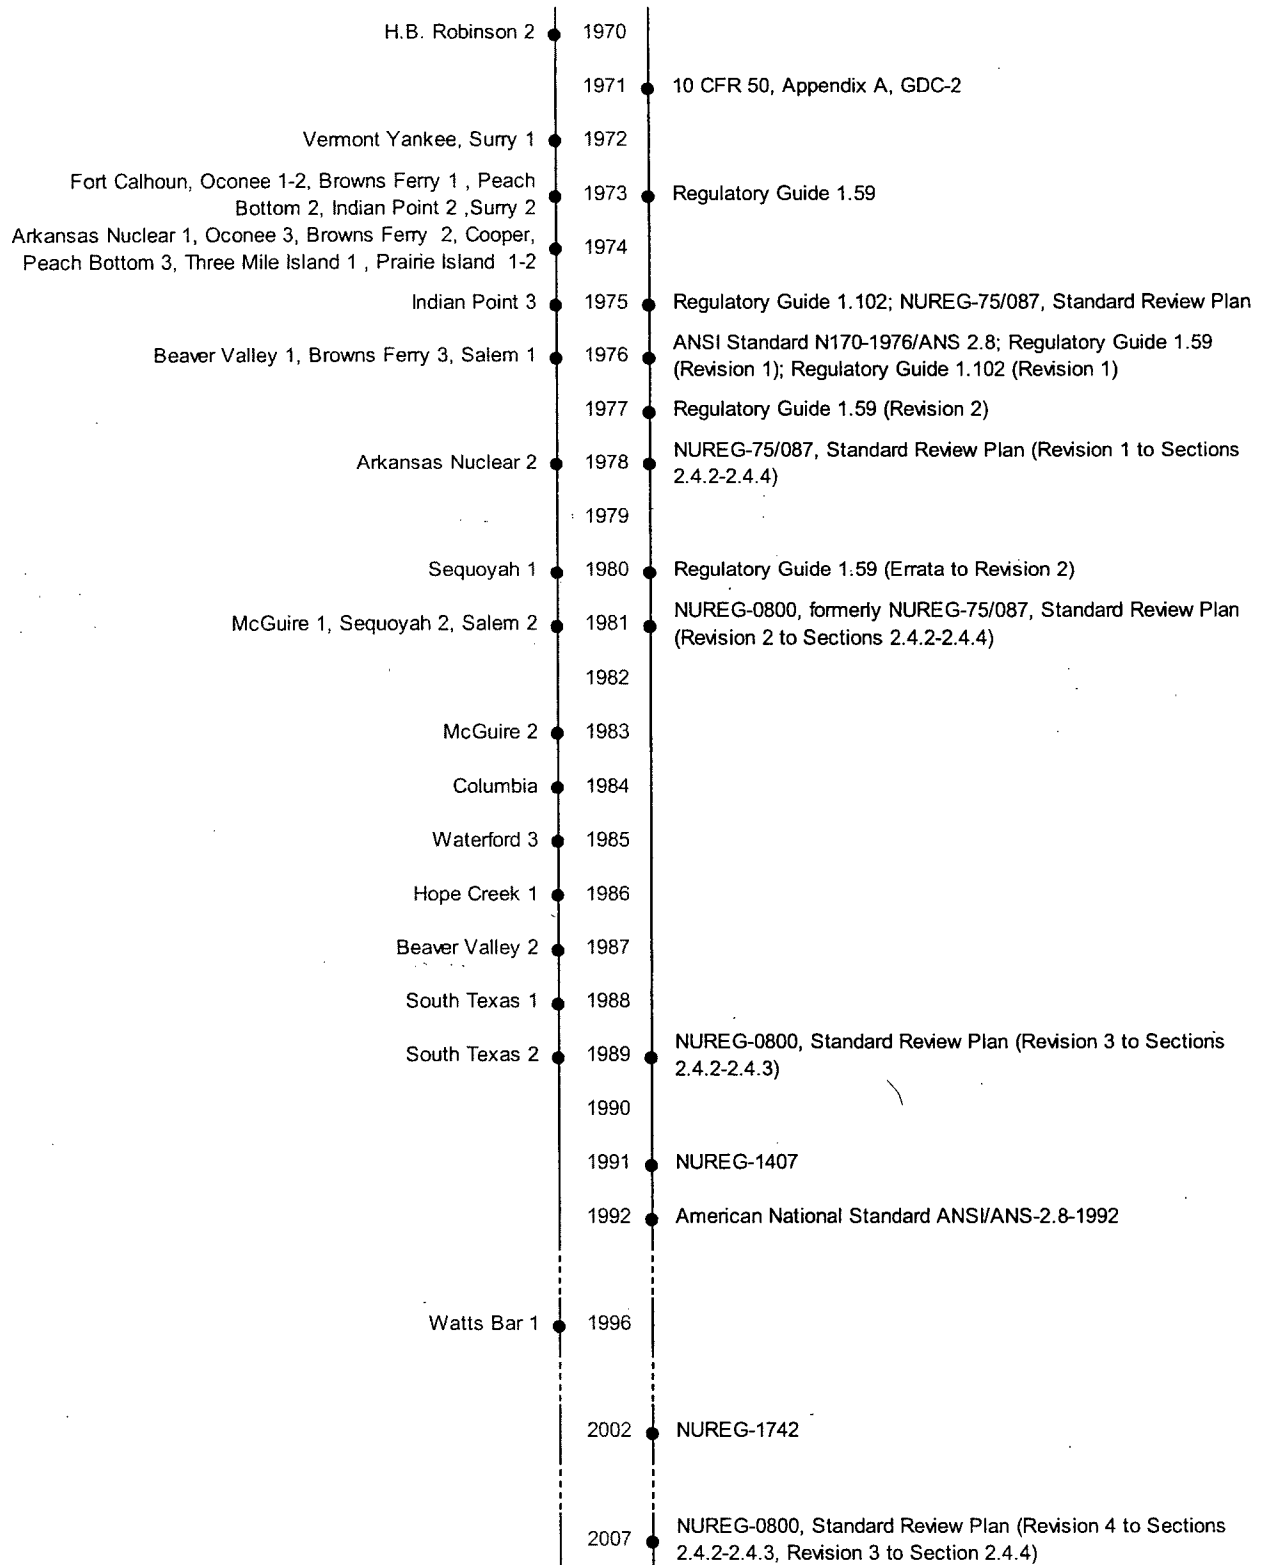 H.B. Robinson 2 1970
1971 10 CFR 50, Appendix A, GDC-2
Vermont Yankee, Surry 1 1972
Fort Calhoun, Oconee 1-2, Browns Ferry 1 , Peach
Bottom 2, Indian Point 2 ,Surry 2
1973 Regulatory Guide 1.59
Arkansas Nuclear 1, Oconee 3, Browns Ferry 2, Cooper,
Peach Bottom 3, Three Mile Island 1 , Prairie Island 1-2
1974
Indian Point 3 1975 Regulatory Guide 1.102; NUREG-75/087, Standard Review Plan
Beaver Valley 1, Browns Ferry 3, Salem 1 1976
ANSI Standard N170-1976/ANS 2.8; Regulatory Guide 1.59
(Revision 1); Regulatory Guide 1.102 (Revision 1)
1977 Regulatory Guide 1.59 (Revision 2)
Arkansas Nuclear 2 1978
NUREG-75/087, Standard Review Plan (Revision 1 to Sections
2.4.2-2.4.4)
1979
Sequoyah 1 1980 Regulatory Guide 1.59 (Errata to Revision 2)
McGuire 1, Sequoyah 2, Salem 2 1981
NUREG-0800, formerly NUREG-75/087, Standard Review Plan
(Revision 2 to Sections 2.4.2-2.4.4)
1982
McGuire 2 1983
Columbia 1984
Waterford 3 1985
Hope Creek 1 1986
Beaver Valley 2 1987
South Texas 1 1988
South Texas 2 1989
NUREG-0800, Standard Review Plan (Revision 3 to Sections
2.4.2-2.4.3)
1990
1991 NUREG-1407
1992 American National Standard ANSI/ANS-2.8-1992
Watts Bar 1 1996
2002 NUREG-1742
2007
NUREG-0800, Standard Review Plan (Revision 4 to Sections
2.4.2-2.4.3, Revision 3 to Section 2.4.4)